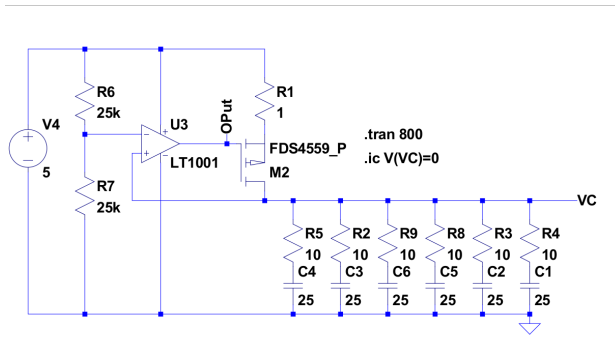 V4
5
R6
25k
R7
25k
U3
LT1001
OPut
R1
1
FDS4559_P
M2
.tran 800
.ic V(VC)=0
VC
R5
10
C4
25
R2
10
C3
25
R9
10
C6
25
R8
10
C5
25
R3
10
C2
25
R4
10
C1
25